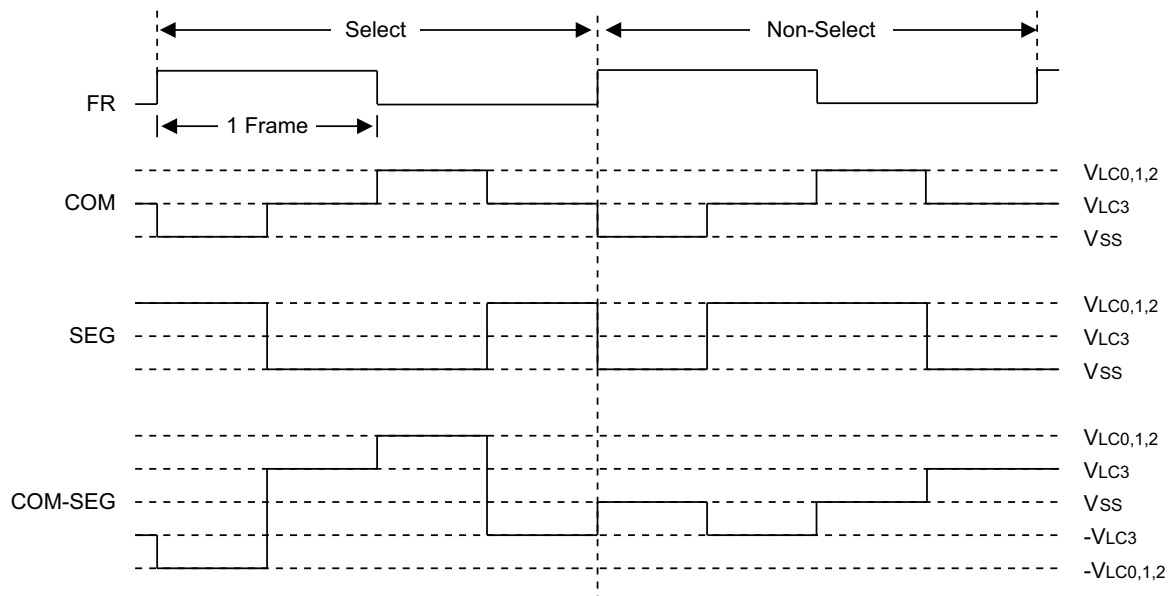 Select
Non-Select
FR
1 Frame
COM
VLC0,1,2
VLC3
VSS
SEG
VLC0,1,2
VLC3
VSS
COM-SEG
VLC0,1,2
VLC3
VSS
-VLC3
-VLC0,1,2